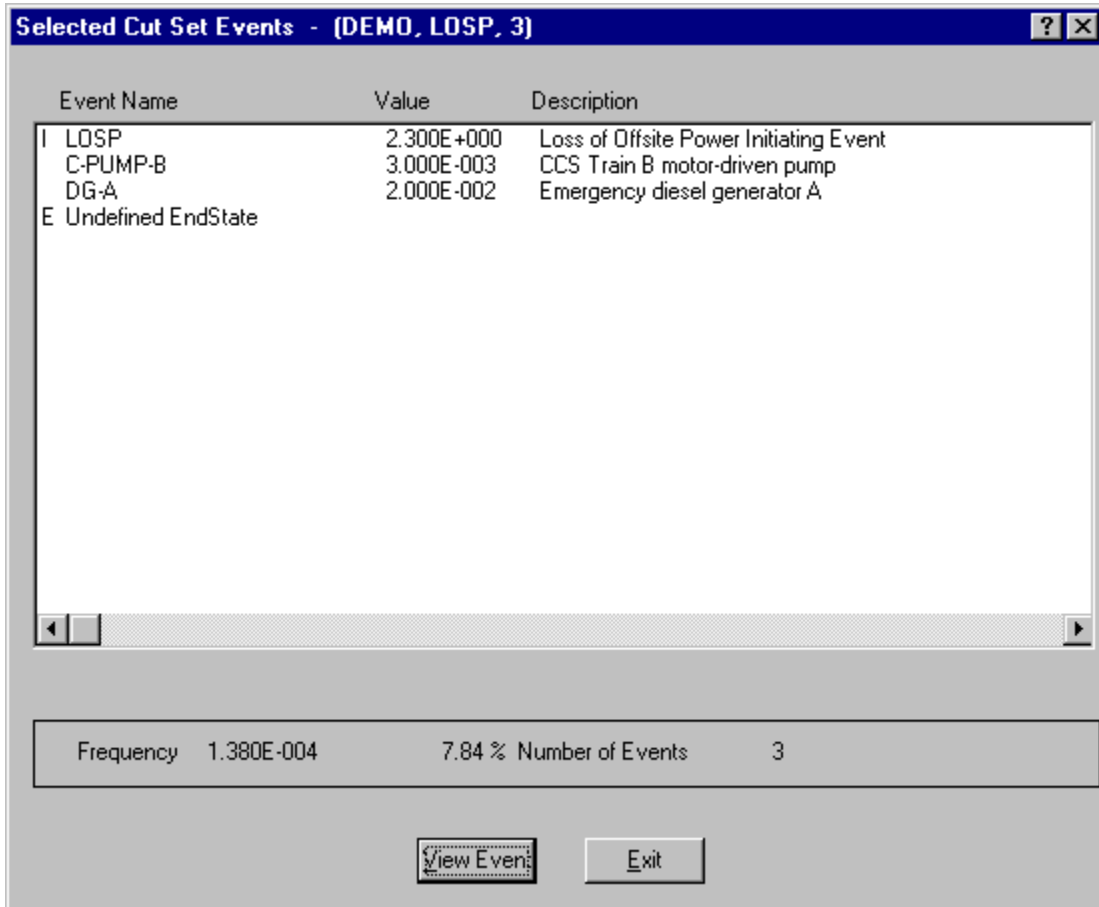 Selected Cut Set Events - (DEMO, LOSP, 3)
Event Name Value Description
I LOSP 2.300E+000 Loss of Offsite Power Initiating Event
C-PUMP-B 3.000E-003 CCS Train B motor-driven pump
DG-A 2.000E-002 Emergency diesel generator A
E Undefined EndState
Frequency 1.380E-004 7.84 % Number of Events 3
View Event Exit